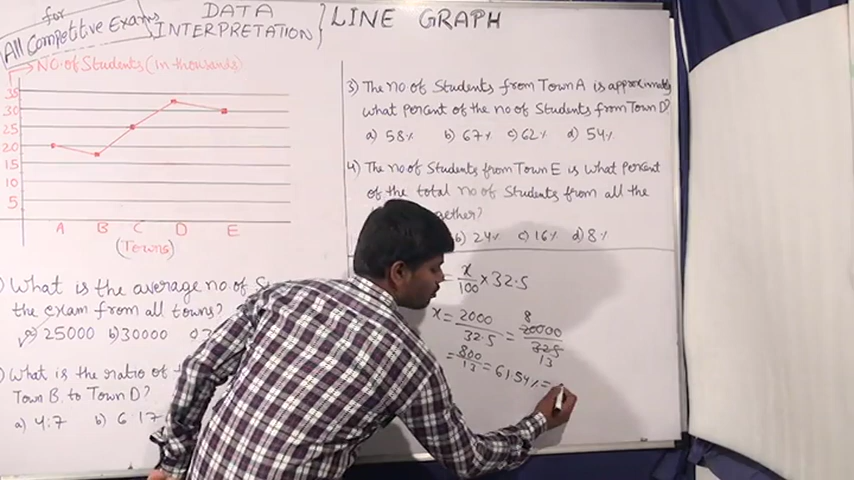 for
All Competitive Exams
DATA
INTERPRETATION
LINE GRAPH
No. of Students (in thousands)
35
30
25
20
15
10
5
A B C D E
(Towns)
What is the average no. of
the exam from all towns?
a) 25000 b) 30000
What is the ratio of
Town B to Town D?
a) 4:7 b) 6:17
3) The no of Students from Town A is approximately
what percent of the no of Students from Town D?
a) 58% b) 67% c) 62% d) 54%
4) The no of Students from Town E is what percent
of the total no of Students from all the
together?
b) 24% c) 16% d) 8%
= x/100 × 32.5
x = 2000/32.5 = 20000/325
8
13
= 800/13 = 61.54% =